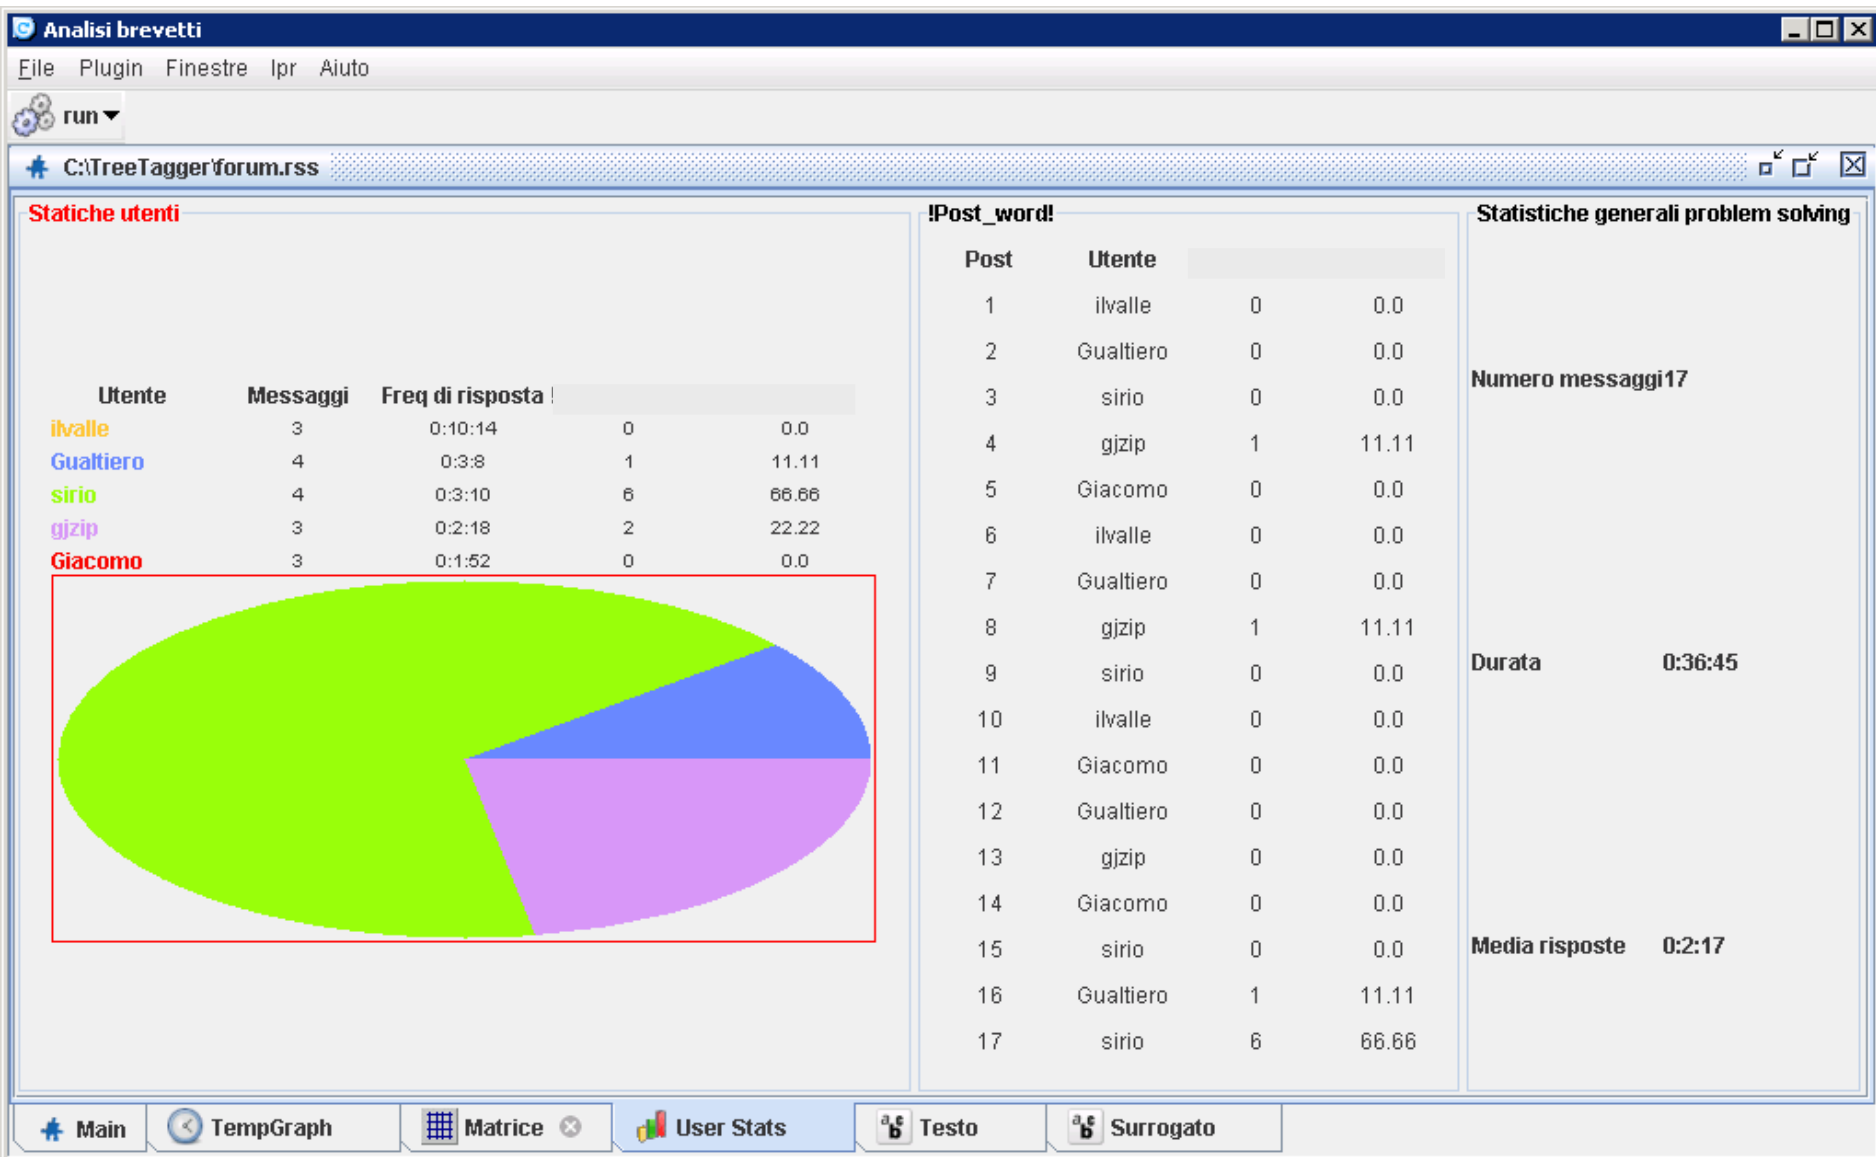 Analisi brevetti
File Plugin Finestre Ipr Aiuto
run
C:\TreeTagger\forum.rss
Statiche utenti
Utente Messaggi Freq di risposta !
ilvalle 3 0:10:14 0 0.0
Gualtiero 4 0:3:8 1 11.11
sirio 4 0:3:10 6 66.66
gjzip 3 0:2:18 2 22.22
Giacomo 3 0:1:52 0 0.0
!Post_word!
Post Utente
1 ilvalle 0 0.0
2 Gualtiero 0 0.0
3 sirio 0 0.0
4 gjzip 1 11.11
5 Giacomo 0 0.0
6 ilvalle 0 0.0
7 Gualtiero 0 0.0
8 gjzip 1 11.11
9 sirio 0 0.0
10 ilvalle 0 0.0
11 Giacomo 0 0.0
12 Gualtiero 0 0.0
13 gjzip 0 0.0
14 Giacomo 0 0.0
15 sirio 0 0.0
16 Gualtiero 1 11.11
17 sirio 6 66.66
Statistiche generali problem solving
Numero messaggi17
Durata 0:36:45
Media risposte 0:2:17
Main TempGraph Matrice User Stats Testo Surrogato